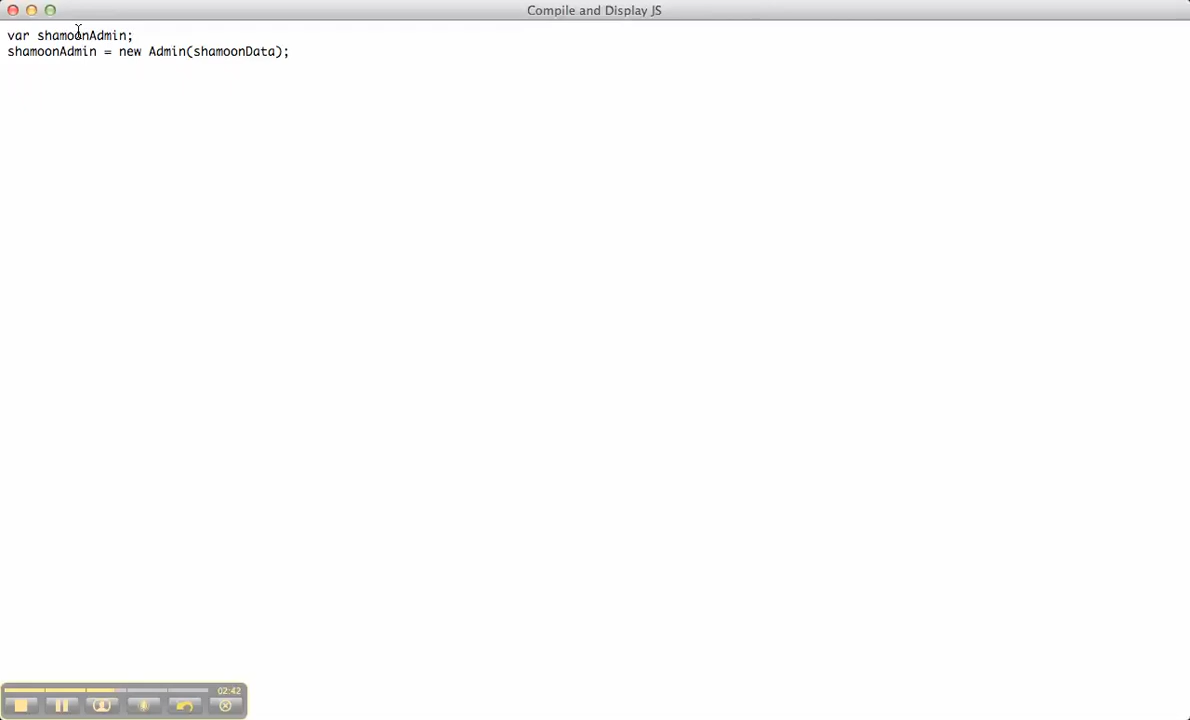 Compile and Display JS
var shamoonAdmin;
shamoonAdmin = new Admin(shamoonData);
02:42